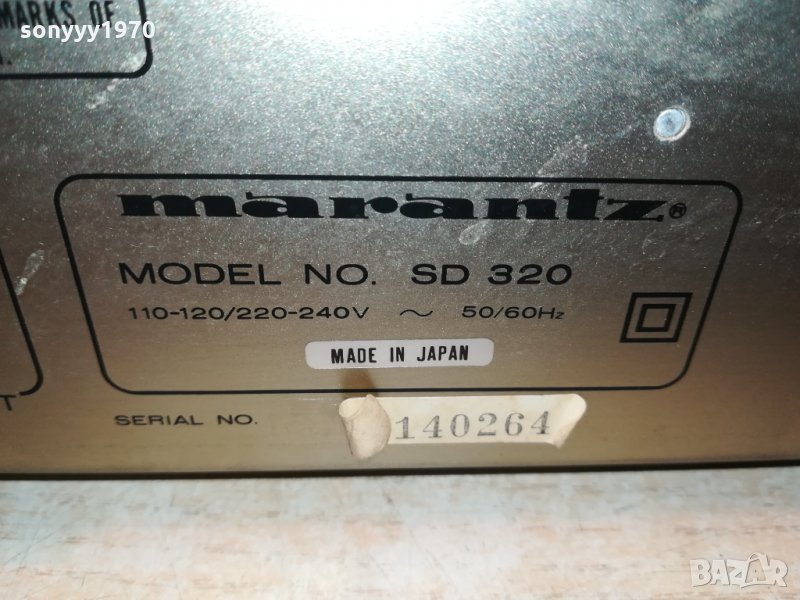 MARKS OF
sonyyy1970
marantz®
MODEL NO. SD 320
110-120/220-240V ~ 50/60Hz
MADE IN JAPAN
SERIAL NO. 140264
BAZAR